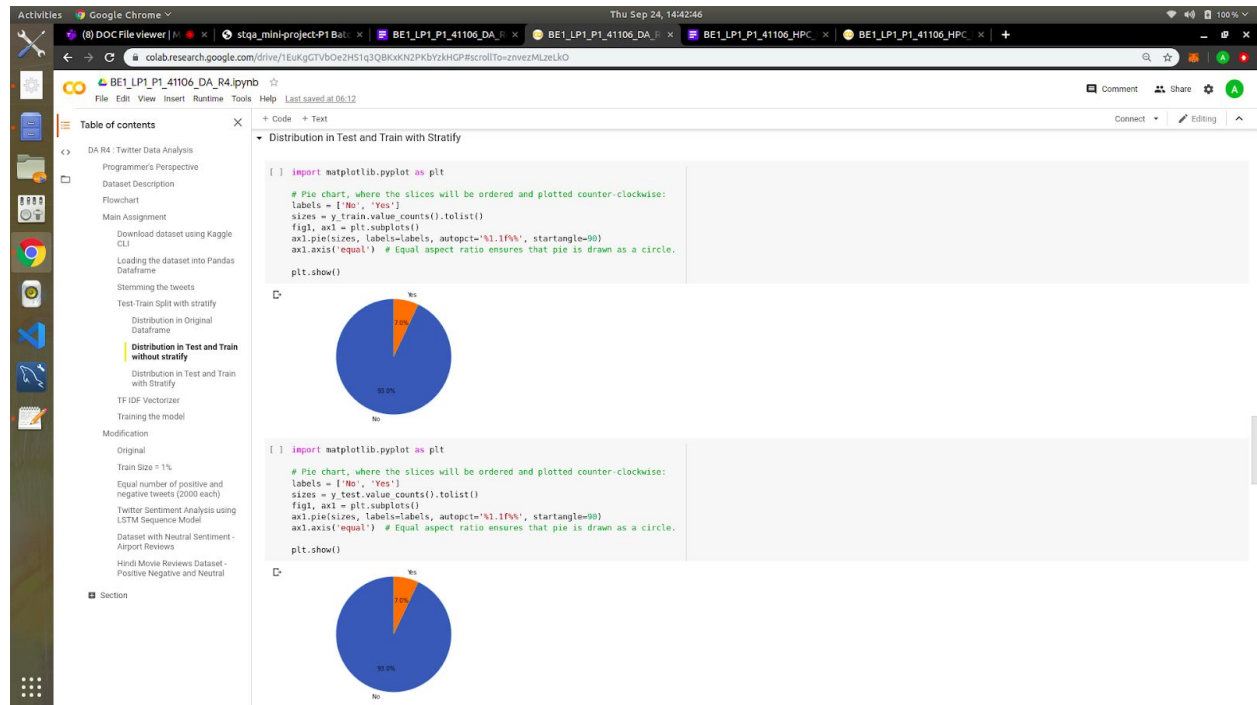 Activities Google Chrome Thu Sep 24, 14:42:46 100%
(8) DOC File viewer | M stqa_mini-project-P1 Batc BE1_LP1_P1_41106_DA_R BE1_LP1_P1_41106_DA_R BE1_LP1_P1_41106_HPC_ BE1_LP1_P1_41106_HPC_
colab.research.google.com/drive/1EuKgGTVbOe2HS1q3QBKxKN2PKbYzkHGP#scrollTo=znvezMLzeLkO
CO BE1_LP1_P1_41106_DA_R4.ipynb
Comment Share A
File Edit View Insert Runtime Tools Help Last saved at 06:12
Table of contents
DA R4 : Twitter Data Analysis
Programmer's Perspective
Dataset Description
Flowchart
Main Assignment
Download dataset using Kaggle
CLI
Loading the dataset into Pandas
Dataframe
Stemming the tweets
Test-Train Split with stratify
Distribution in Original
Dataframe
Distribution in Test and Train
without stratify
Distribution in Test and Train
with Stratify
TF IDF Vectorizer
Training the model
Modification
Original
Train Size = 1%
Equal number of positive and
negative tweets (2000 each)
Twitter Sentiment Analysis using
LSTM Sequence Model
Dataset with Neutral Sentiment -
Airport Reviews
Hindi Movie Reviews Dataset -
Positive Negative and Neutral
Section
+ Code + Text Connect Editing
Distribution in Test and Train with Stratify
[ ] import matplotlib.pyplot as plt
# Pie chart, where the slices will be ordered and plotted counter-clockwise:
labels = ['No', 'Yes']
sizes = y_train.value_counts().tolist()
fig1, ax1 = plt.subplots()
ax1.pie(sizes, labels=labels, autopct='%1.1f%%', startangle=90)
ax1.axis('equal') # Equal aspect ratio ensures that pie is drawn as a circle.
plt.show()
Yes
7.0%
93.0%
No
[ ] import matplotlib.pyplot as plt
# Pie chart, where the slices will be ordered and plotted counter-clockwise:
labels = ['No', 'Yes']
sizes = y_test.value_counts().tolist()
fig1, ax1 = plt.subplots()
ax1.pie(sizes, labels=labels, autopct='%1.1f%%', startangle=90)
ax1.axis('equal') # Equal aspect ratio ensures that pie is drawn as a circle.
plt.show()
Yes
7.0%
93.0%
No